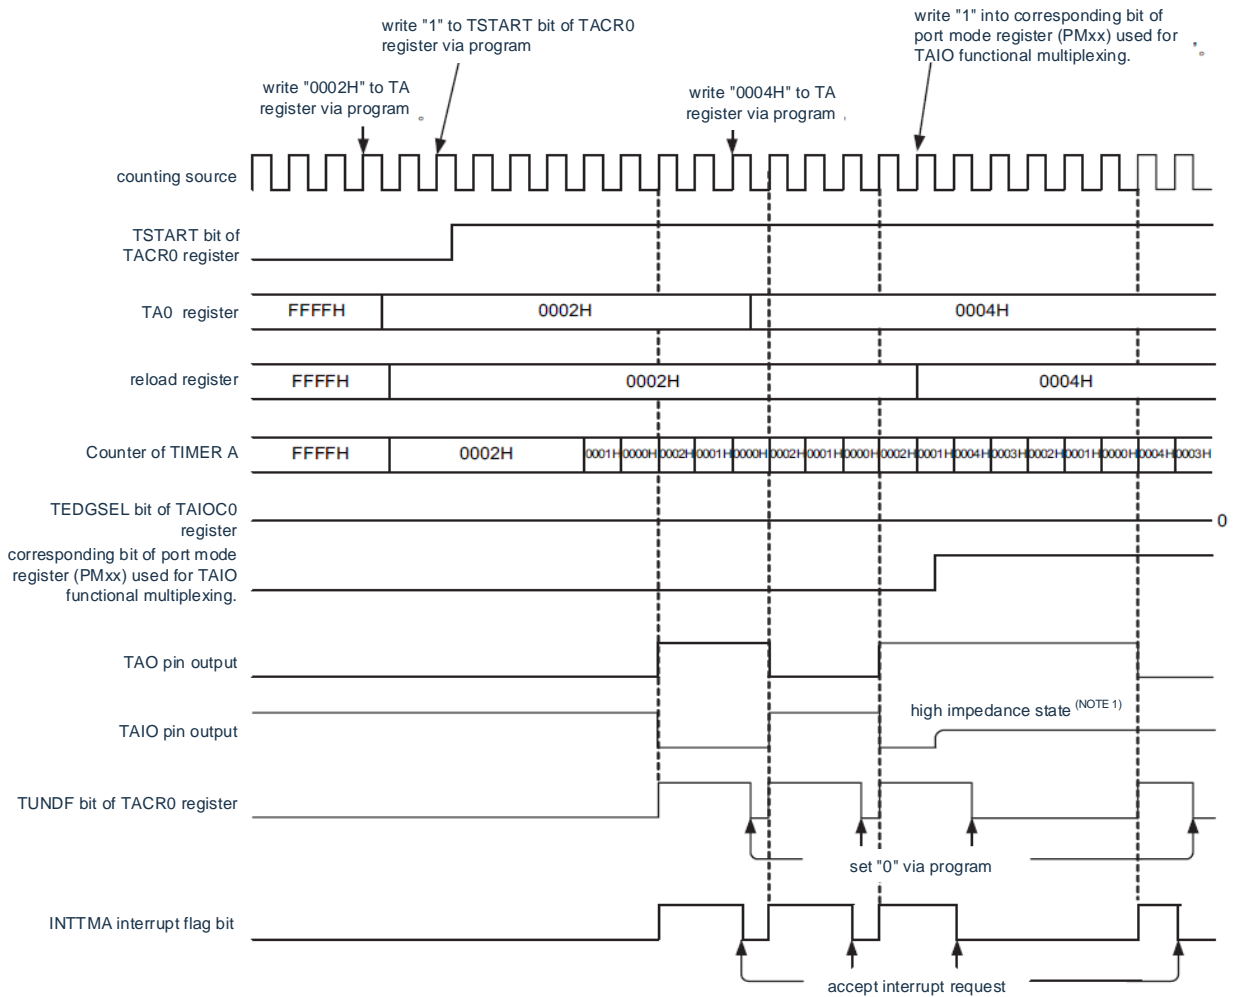 write "1" to TSTART bit of TACR0
register via program
write "1" into corresponding bit of
port mode register (PMxx) used for
TAIO functional multiplexing. ' 。
write "0002H" to TA
register via program 。
write "0004H" to TA
register via program ,
counting source
TSTART bit of
TACR0 register
TA0 register
FFFFH 0002H 0004H
reload register
FFFFH 0002H 0004H
Counter of TIMER A
FFFFH 0002H 0001H 0000H 0002H 0001H 0000H 0002H 0001H 0000H 0002H 0001H 0004H 0003H 0002H 0001H 0000H 0004H 0003H
TEDGSEL bit of TAIOC0
register
0
corresponding bit of port mode
register (PMxx) used for TAIO
functional multiplexing.
TAO pin output
high impedance state (NOTE 1)
TAIO pin output
TUNDF bit of TACR0 register
set "0" via program
INTTMA interrupt flag bit
accept interrupt request